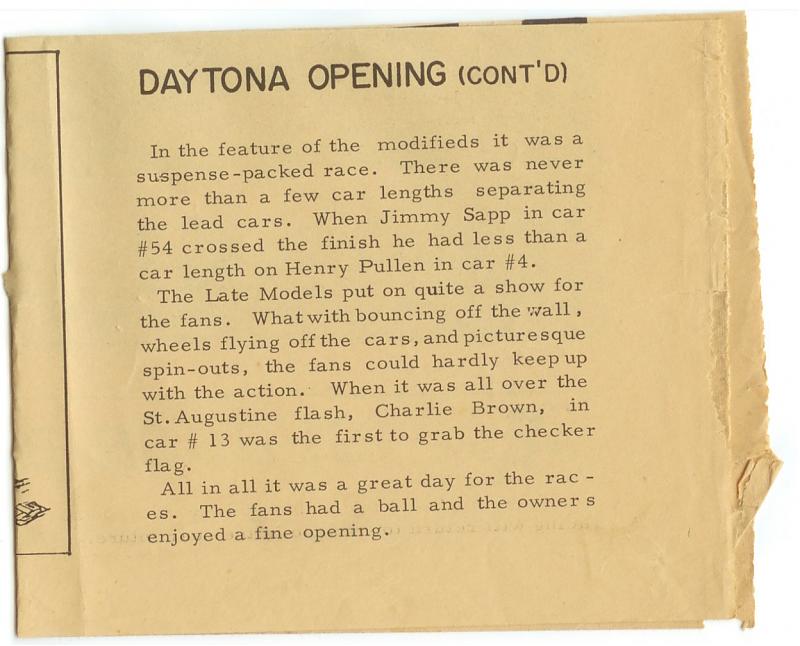 DAYTONA OPENING (CONT'D)
In the feature of the modifieds it was a
suspense-packed race. There was never
more than a few car lengths separating
the lead cars. When Jimmy Sapp in car
#54 crossed the finish he had less than a
car length on Henry Pullen in car #4.
The Late Models put on quite a show for
the fans. What with bouncing off the wall,
wheels flying off the cars, and picturesque
spin-outs, the fans could hardly keep up
with the action. When it was all over the
St. Augustine flash, Charlie Brown, in
car # 13 was the first to grab the checker
flag.
All in all it was a great day for the rac-
es. The fans had a ball and the owners
enjoyed a fine opening.